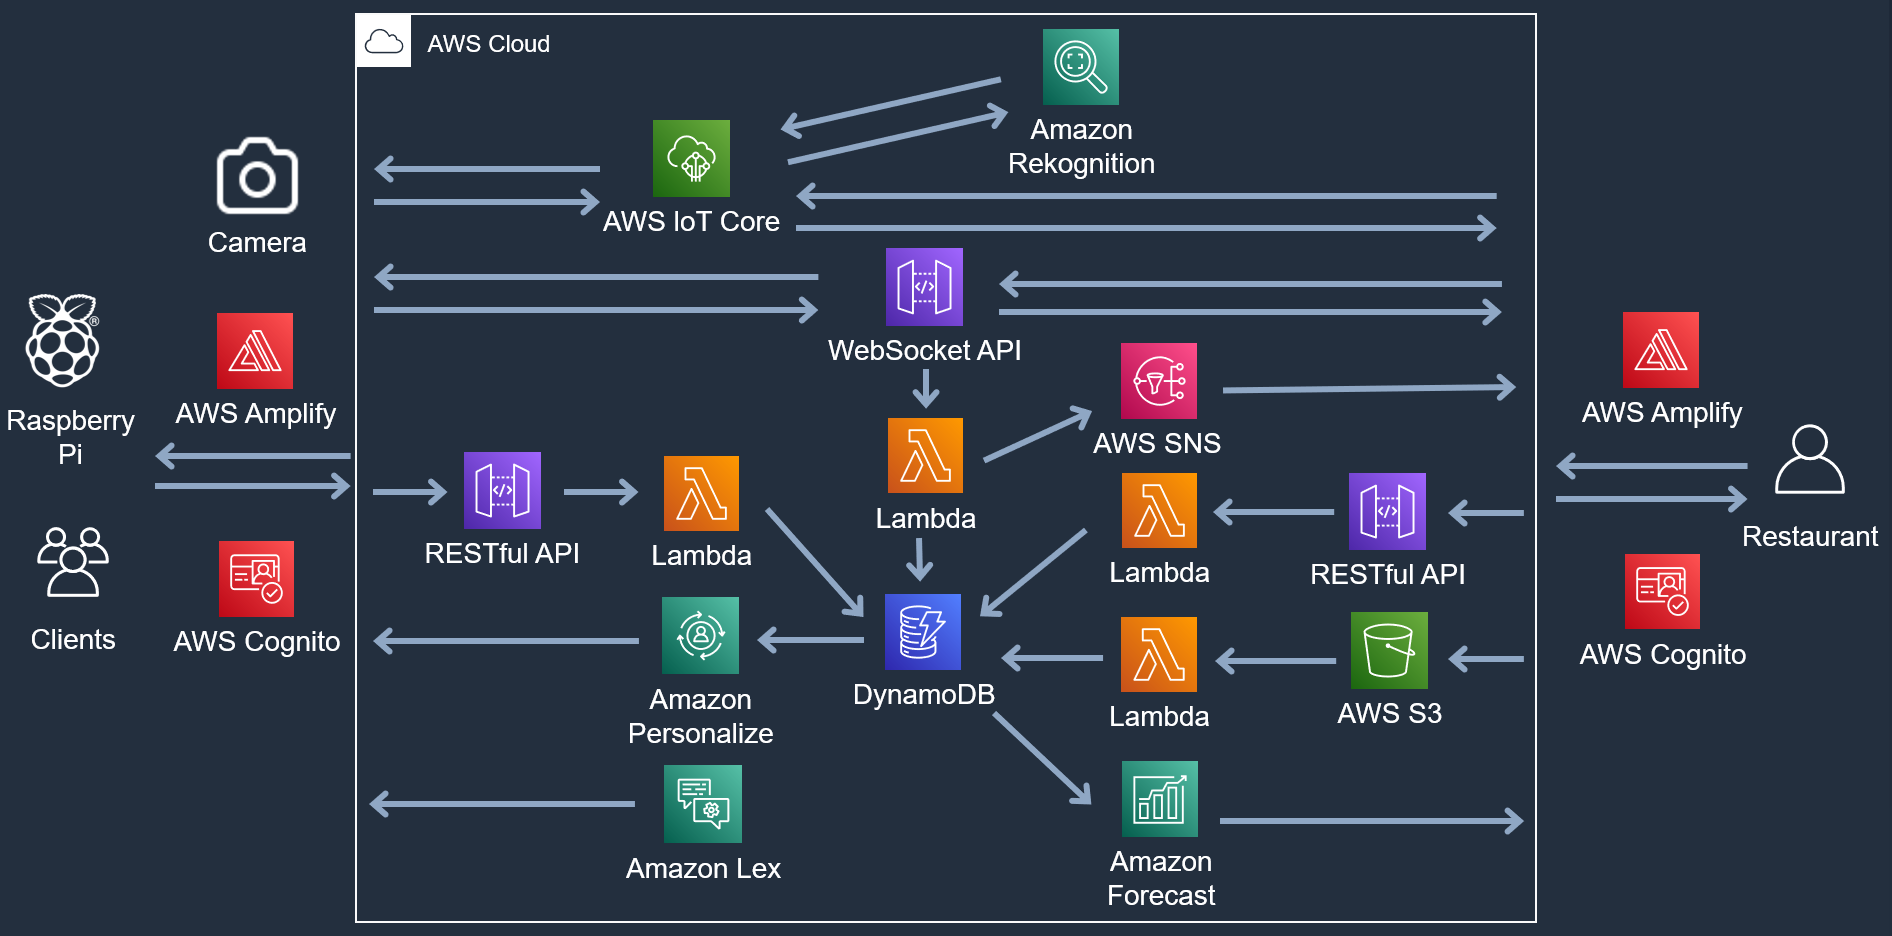 AWS Cloud
Amazon
Rekognition
AWS IoT Core
Camera
®
WebSocket API
AWS Amplify
Raspberry
Pi
AWS SNS
AWS Amplify
RESTful API
Lambda
Lambda
Lambda
RESTful API
Restaurant
Clients
AWS Cognito
Amazon
Personalize
DynamoDB
Lambda
AWS S3
AWS Cognito
Amazon Lex
Amazon
Forecast